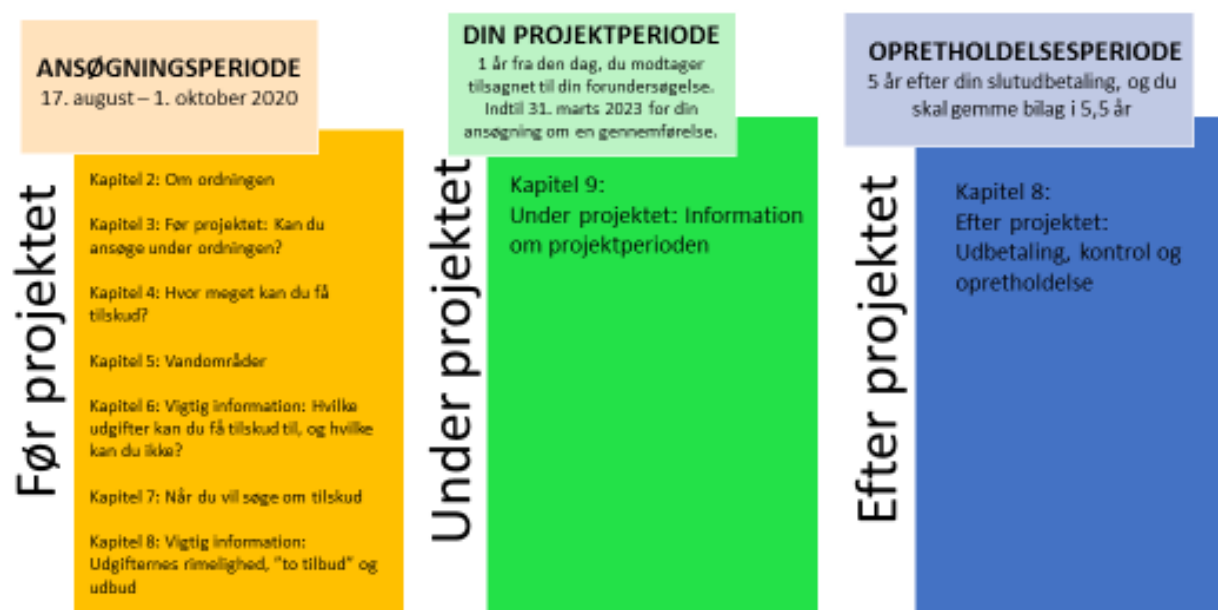 ANSØGNINGSPERIODE
17. august – 1. oktober 2020
Før projektet
Kapitel 2: Om ordningen
Kapitel 3: Før projektet: Kan du
ansøge under ordningen?
Kapitel 4: Hvor meget kan du få
tilskud?
Kapitel 5: Vandområder
Kapitel 6: Vigtig information: Hvilke
udgifter kan du få tilskud til, og hvilke
kan du ikke?
Kapitel 7: Når du vil søge om tilskud
Kapitel 8: Vigtig information:
Udgifternes rimelighed, "to tilbud" og
udbud
DIN PROJEKTPERIODE
1 år fra den dag, du modtager
tilsagnet til din forundersøgelse.
Indtil 31. marts 2023 for din
ansøgning om en gennemførelse.
Under projektet
Kapitel 9:
Under projektet: Information
om projektperioden
OPRETHOLDELSESPERIODE
5 år efter din slutudbetaling, og du
skal gemme bilag i 5,5 år
Efter projektet
Kapitel 8:
Efter projektet:
Udbetaling, kontrol og
opretholdelse